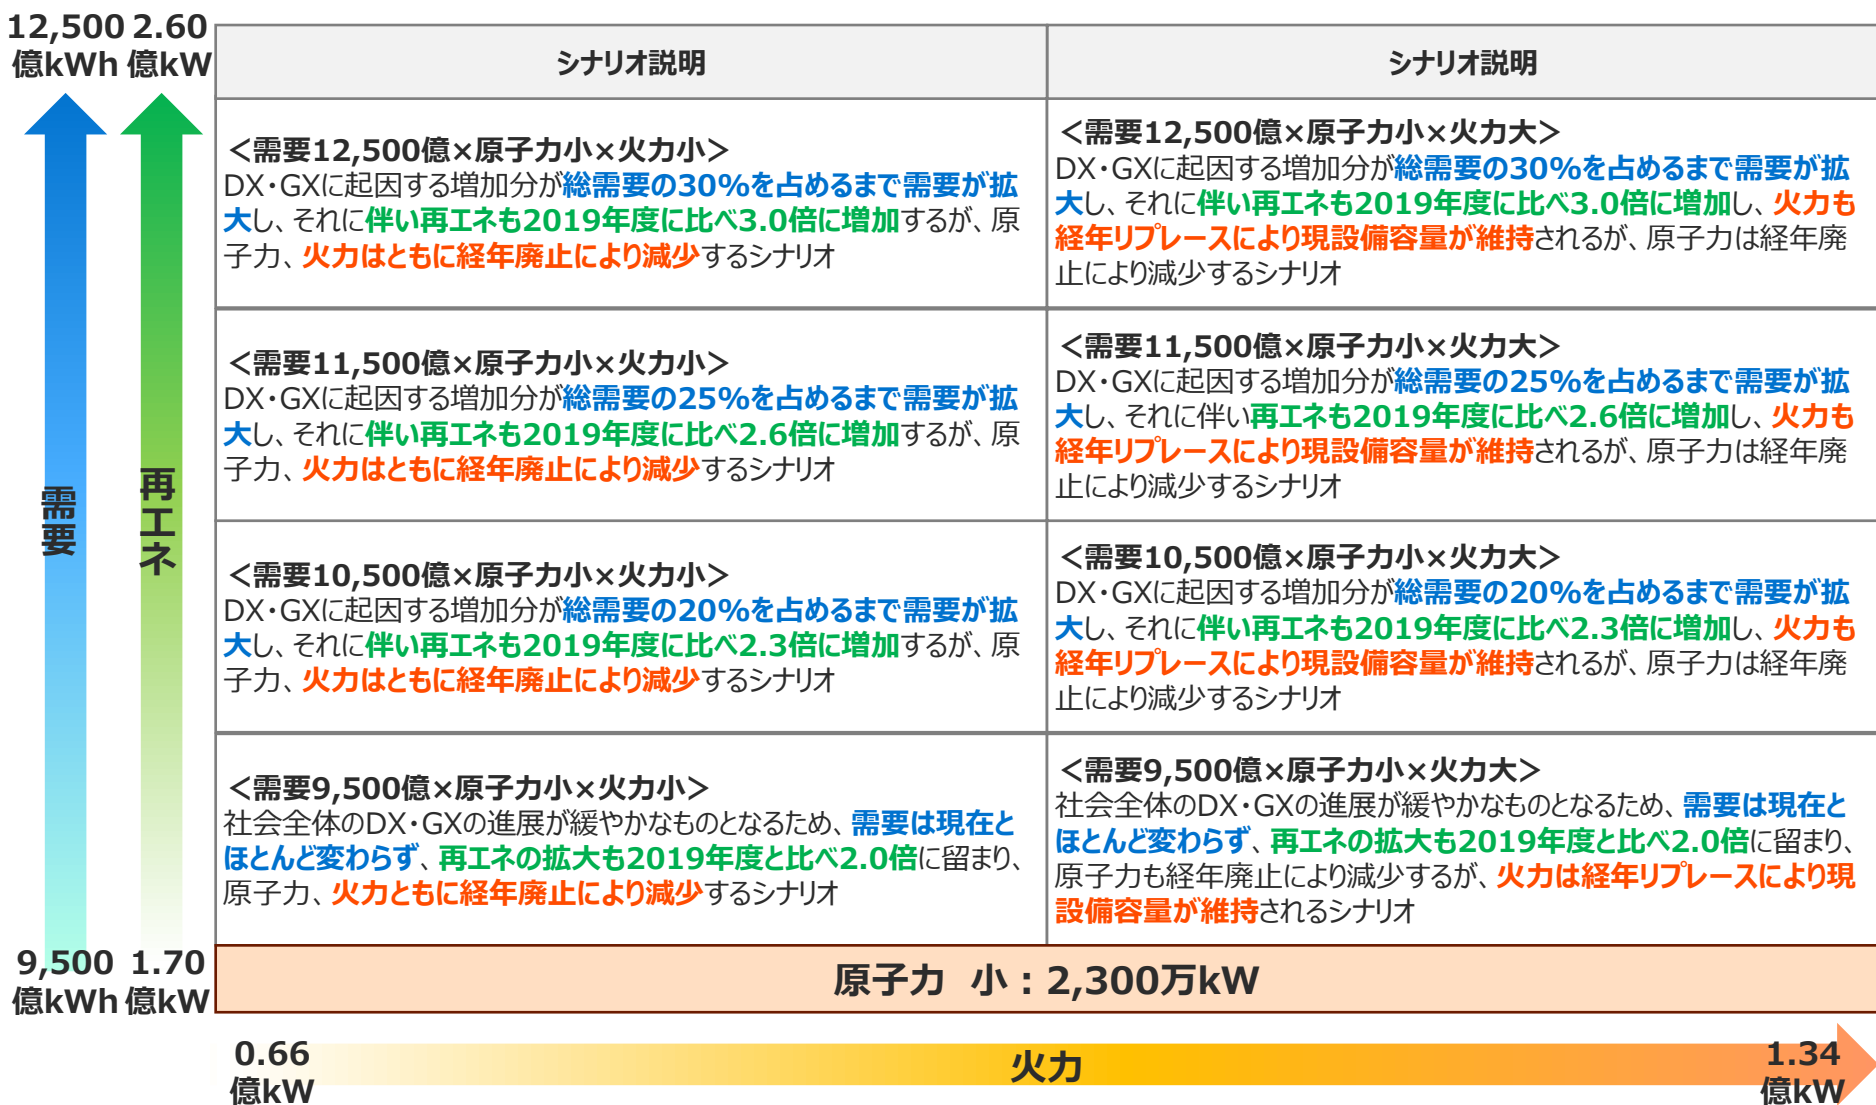 12,500 2.60
億kWh 億kW
シナリオ説明
シナリオ説明
<需要12,500億×原子力小×火力小>
DX・GXに起因する増加分が総需要の30%を占めるまで需要が拡
大し、それに伴い再エネも2019年度に比べ3.0倍に増加するが、原
子力、火力はともに経年廃止により減少するシナリオ
<需要12,500億×原子力小×火力大>
DX・GXに起因する増加分が総需要の30%を占めるまで需要が拡
大し、それに伴い再エネも2019年度に比べ3.0倍に増加し、火力も
経年リプレースにより現設備容量が維持されるが、原子力は経年廃
止により減少するシナリオ
<需要11,500億×原子力小×火力小>
DX・GXに起因する増加分が総需要の25%を占めるまで需要が拡
大し、それに伴い再エネも2019年度に比べ2.6倍に増加するが、原
子力、火力はともに経年廃止により減少するシナリオ
<需要11,500億×原子力小×火力大>
DX・GXに起因する増加分が総需要の25%を占めるまで需要が拡
大し、それに伴い再エネも2019年度に比べ2.6倍に増加し、火力も
経年リプレースにより現設備容量が維持されるが、原子力は経年廃
止により減少するシナリオ
需要
再エネ
<需要10,500億×原子力小×火力小>
DX・GXに起因する増加分が総需要の20%を占めるまで需要が拡
大し、それに伴い再エネも2019年度に比べ2.3倍に増加するが、原
子力、火力はともに経年廃止により減少するシナリオ
<需要10,500億×原子力小×火力大>
DX・GXに起因する増加分が総需要の20%を占めるまで需要が拡
大し、それに伴い再エネも2019年度に比べ2.3倍に増加し、火力も
経年リプレースにより現設備容量が維持されるが、原子力は経年廃
止により減少するシナリオ
<需要9,500億×原子力小×火力小>
社会全体のDX・GXの進展が緩やかなものとなるため、需要は現在と
ほとんど変わらず、再エネの拡大も2019年度と比べ2.0倍に留まり、
原子力、火力ともに経年廃止により減少するシナリオ
<需要9,500億×原子力小×火力大>
社会全体のDX・GXの進展が緩やかなものとなるため、需要は現在と
ほとんど変わらず、再エネの拡大も2019年度と比べ2.0倍に留まり、
原子力も経年廃止により減少するが、火力は経年リプレースにより現
設備容量が維持されるシナリオ
9,500 1.70
億kWh 億kW
原子力 小：2,300万kW
0.66
億kW
火力
1.34
億kW